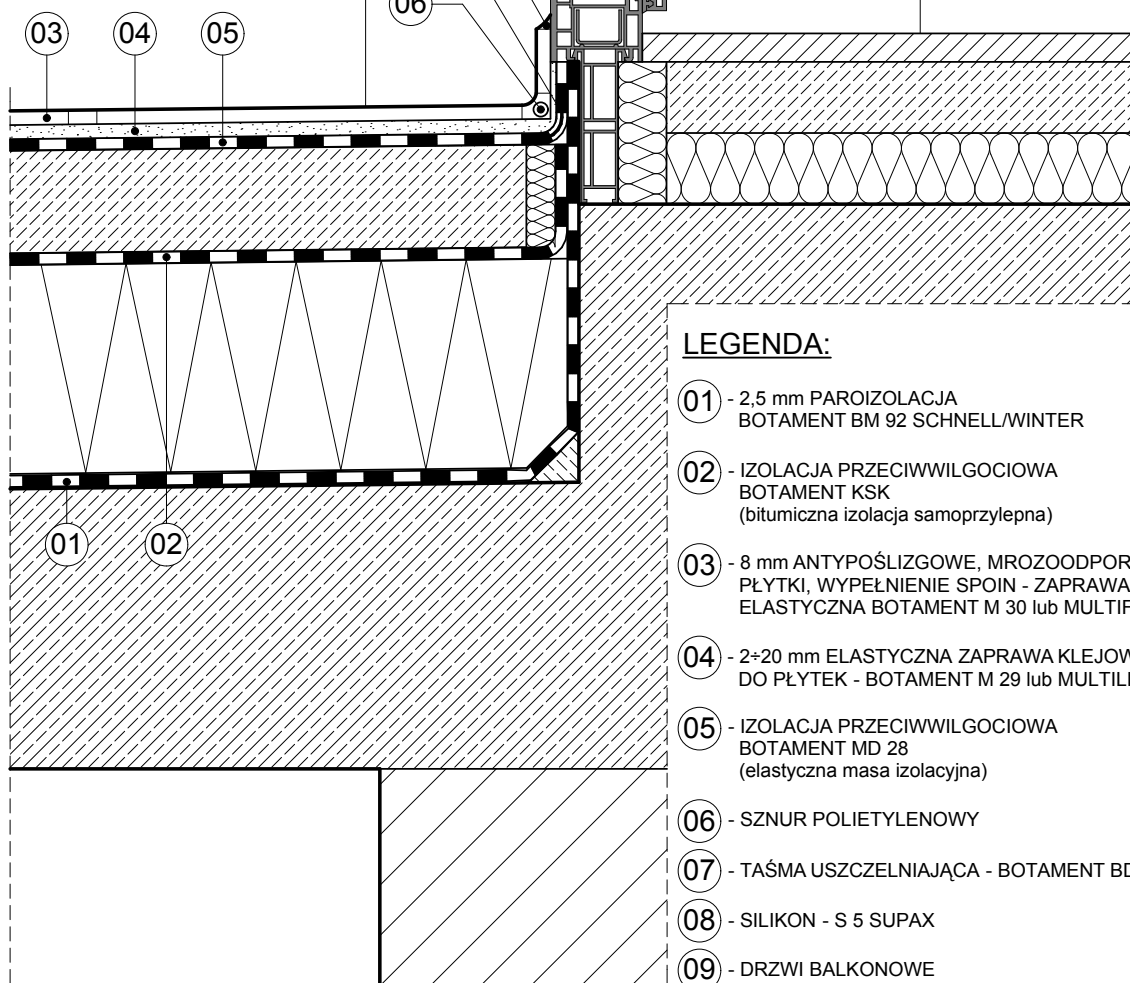 06
03
04
05
01
02
LEGENDA:
01 - 2,5 mm PAROIZOLACJA
BOTAMENT BM 92 SCHNELL/WINTER
02 - IZOLACJA PRZECIWWILGOCIOWA
BOTAMENT KSK
(bitumiczna izolacja samoprzylepna)
03 - 8 mm ANTYPOŚLIZGOWE, MROZOODPOR
PŁYTKI, WYPEŁNIENIE SPOIN - ZAPRAWA
ELASTYCZNA BOTAMENT M 30 lub MULTIF
04 - 2÷20 mm ELASTYCZNA ZAPRAWA KLEJOW
DO PŁYTEK - BOTAMENT M 29 lub MULTILI
05 - IZOLACJA PRZECIWWILGOCIOWA
BOTAMENT MD 28
(elastyczna masa izolacyjna)
06 - SZNUR POLIETYLENOWY
07 - TAŚMA USZCZELNIAJĄCA - BOTAMENT BD
08 - SILIKON - S 5 SUPAX
09 - DRZWI BALKONOWE